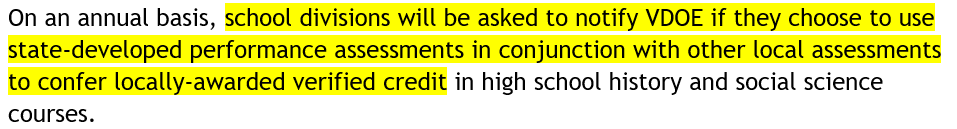 On an annual basis, school divisions will be asked to notify VDOE if they choose to use
state-developed performance assessments in conjunction with other local assessments
to confer locally-awarded verified credit in high school history and social science
courses.